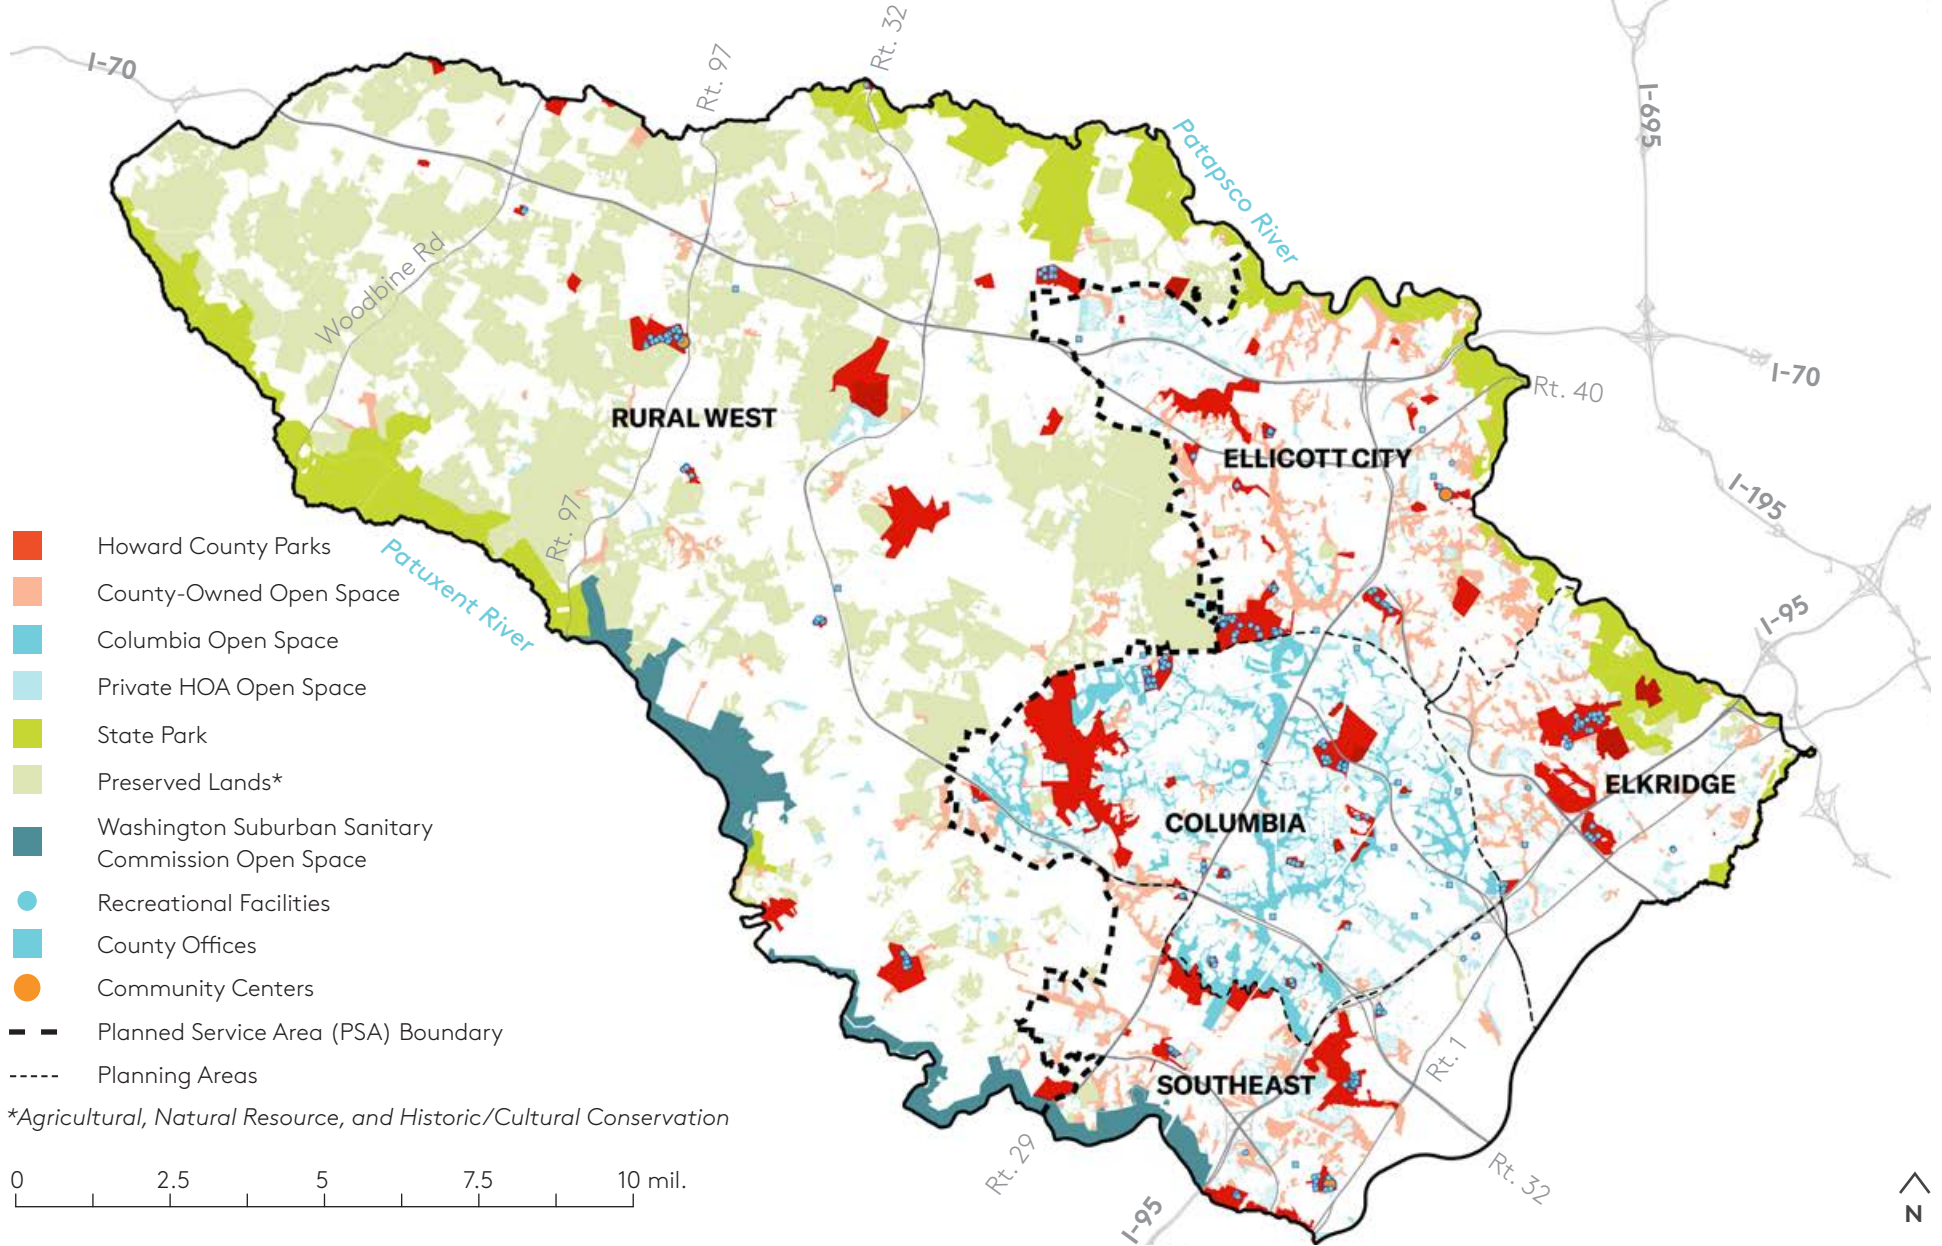 I-70
Rt. 97
Rt. 32
I-695
Patapsco River
Woodbine Rd
I-70
Rt. 40
RURAL WEST
ELLICOTT CITY
I-195
Rt. 97
Patuxent River
I-95
ELKRIDGE
COLUMBIA
SOUTHEAST
Rt. 1
Rt. 29
Rt. 32
I-95
Howard County Parks
County-Owned Open Space
Columbia Open Space
Private HOA Open Space
State Park
Preserved Lands*
Washington Suburban Sanitary
Commission Open Space
Recreational Facilities
County Offices
Community Centers
Planned Service Area (PSA) Boundary
Planning Areas
*Agricultural, Natural Resource, and Historic/Cultural Conservation
0 2.5 5 7.5 10 mil.
N